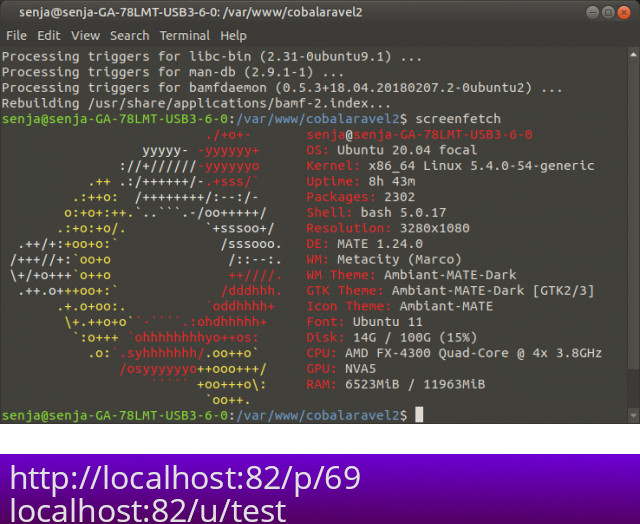 senja@senja-GA-78LMT-USB3-6-0: /var/www/cobalaravel2
File Edit View Search Terminal Help
Processing triggers for libc-bin (2.31-0ubuntu9.1) ...
Processing triggers for man-db (2.9.1-1) ...
Processing triggers for bamfdaemon (0.5.3+18.04.20180207.2-0ubuntu2) ...
Rebuilding /usr/share/applications/bamf-2.index...
senja@senja-GA-78LMT-USB3-6-0:/var/www/cobalaravel2$ screenfetch
./+o+- senja@senja-GA-78LMT-USB3-6-0
yyyyy- -yyyyyy+ OS: Ubuntu 20.04 focal
://+//////-yyyyyyo Kernel: x86_64 Linux 5.4.0-54-generic
.++ .:/++++++/-.+sss/` Uptime: 8h 43m
.:++o: /++++++++/:--:/- Packages: 2302
o:+o+:++.`..```.-/oo+++++/ Shell: bash 5.0.17
.:+o:+o/. `+sssoo+/ Resolution: 3280x1080
.++/+:+oo+o:` /sssooo. DE: MATE 1.24.0
/+++//+:`oo+o /::--:. WM: Metacity (Marco)
\+/+o+++`o++o ++////. WM Theme: Ambiant-MATE-Dark
.++.o+++oo+:` /dddhhh. GTK Theme: Ambiant-MATE-Dark [GTK2/3]
.+.o+oo:. `oddhhhh+ Icon Theme: Ambiant-MATE
\+.++o+o``-````.:ohdhhhhh+ Font: Ubuntu 11
`:o+++ `ohhhhhhhhyo++os: Disk: 14G / 100G (15%)
.o:`.syhhhhhhh/.oo++o` CPU: AMD FX-4300 Quad-Core @ 4x 3.8GHz
/osyyyyyyo++ooo+++/ GPU: NVA5
````` +oo+++o\: RAM: 6523MiB / 11963MiB
`oo++.
senja@senja-GA-78LMT-USB3-6-0:/var/www/cobalaravel2$
http://localhost:82/p/69
localhost:82/u/test